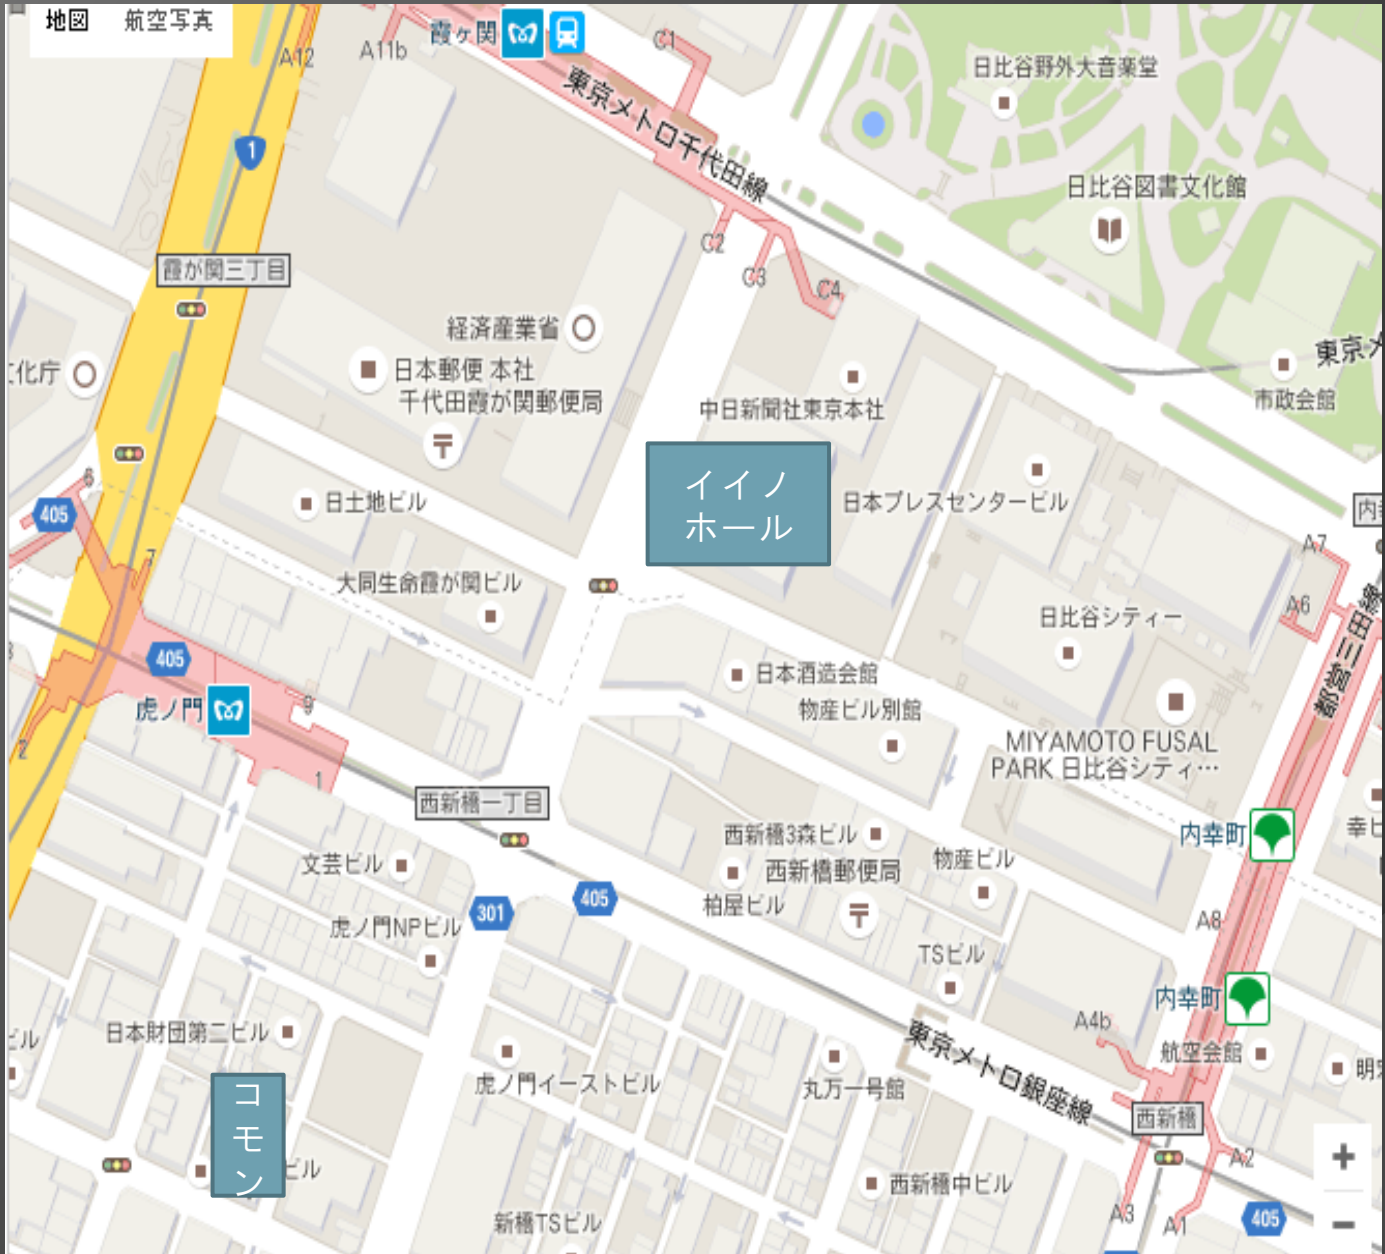 地図 航空写真
A12
A11b
霞ヶ関
C1
東京メトロ千代田線
日比谷野外大音楽堂
1
日比谷図書文化館
C2
C3
C4
霞が関三丁目
経済産業省
日本郵便 本社
千代田霞が関郵便局
化庁
中日新聞社東京本社
市政会館
6
405
日土地ビル
イイノ
ホール
日本プレスセンタービル
7
大同生命霞が関ビル
A7
A6
日比谷シティー
都営三田線
405
虎ノ門
9
2
1
日本酒造会館
物産ビル別館
MIYAMOTO FUSAL
PARK 日比谷シティ…
西新橋一丁目
西新橋3森ビル
西新橋郵便局
柏屋ビル
物産ビル
内幸町
文芸ビル
301
405
虎ノ門NPビル
A8
TSビル
内幸町
A4b
航空会館
日本財団第二ビル
虎ノ門イーストビル
丸万一号館
東京メトロ銀座線
西新橋
コ
モ
ン
ビル
A2
西新橋中ビル
新橋TSビル
A3
A1
405
+
−